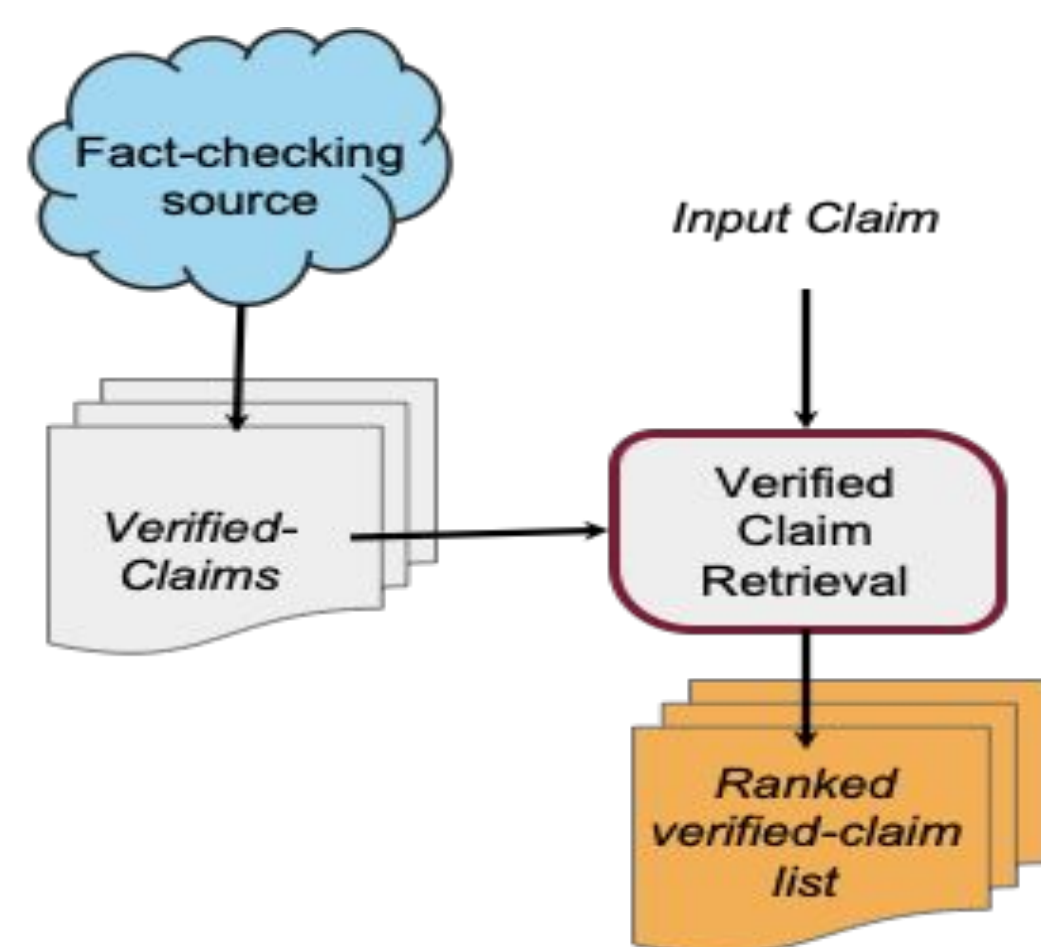 Fact-checking
source
Input Claim
Verified-
Claims
Verified
Claim
Retrieval
Ranked
verified-claim
list